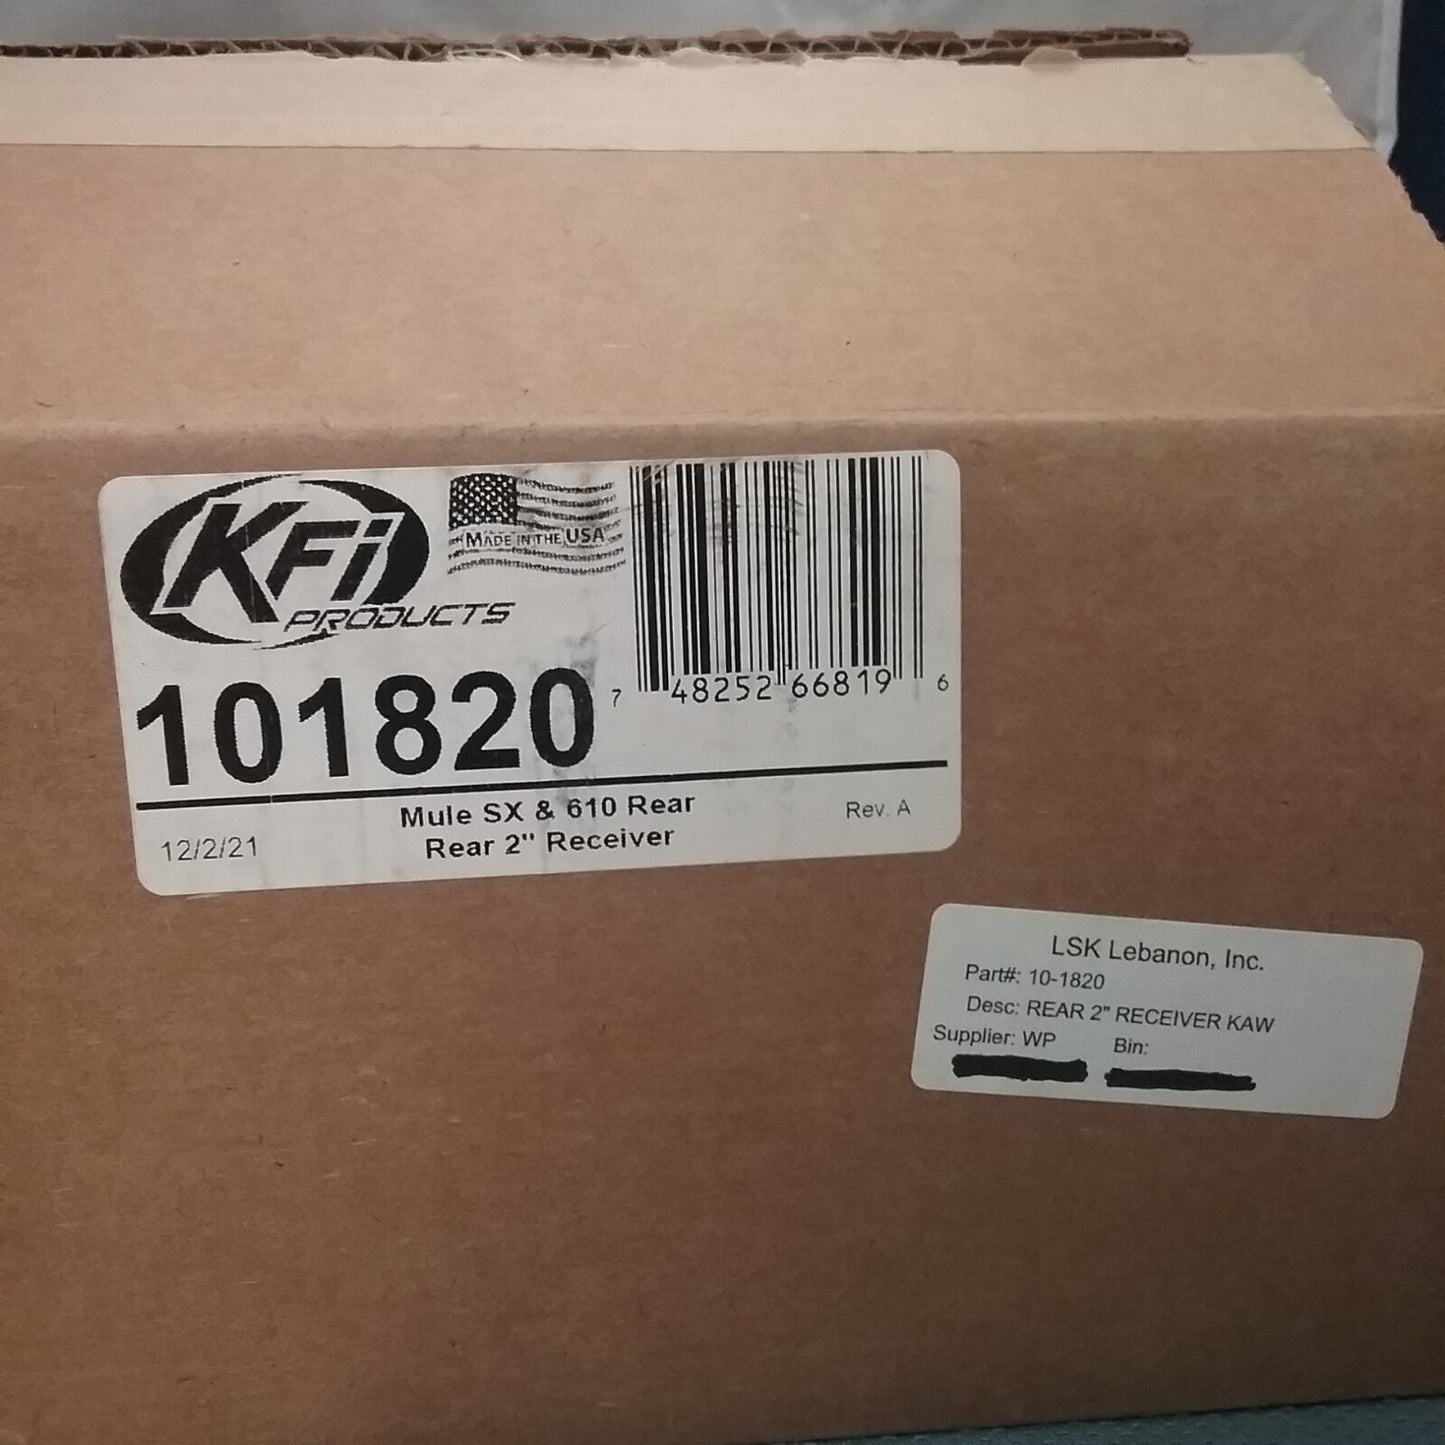 KFi
PRODUCTS
MADE IN THE USA
101820
7 48252 66819 6
Mule SX & 610 Rear
Rear 2" Receiver
12/2/21
Rev. A
LSK Lebanon, Inc.
Part#: 10-1820
Desc: REAR 2" RECEIVER KAW
Supplier: WP Bin: